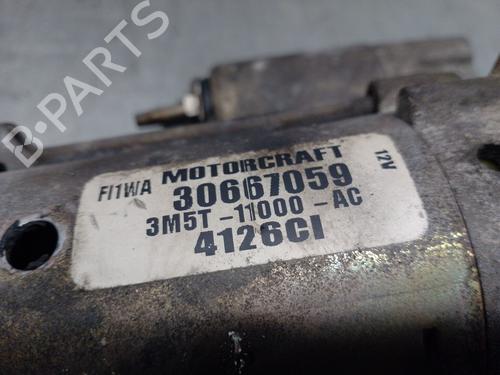 MOTORCRAFT
FI1WA 30667059 12V
3M5T-11000-AC
4126CI
B-PARTS